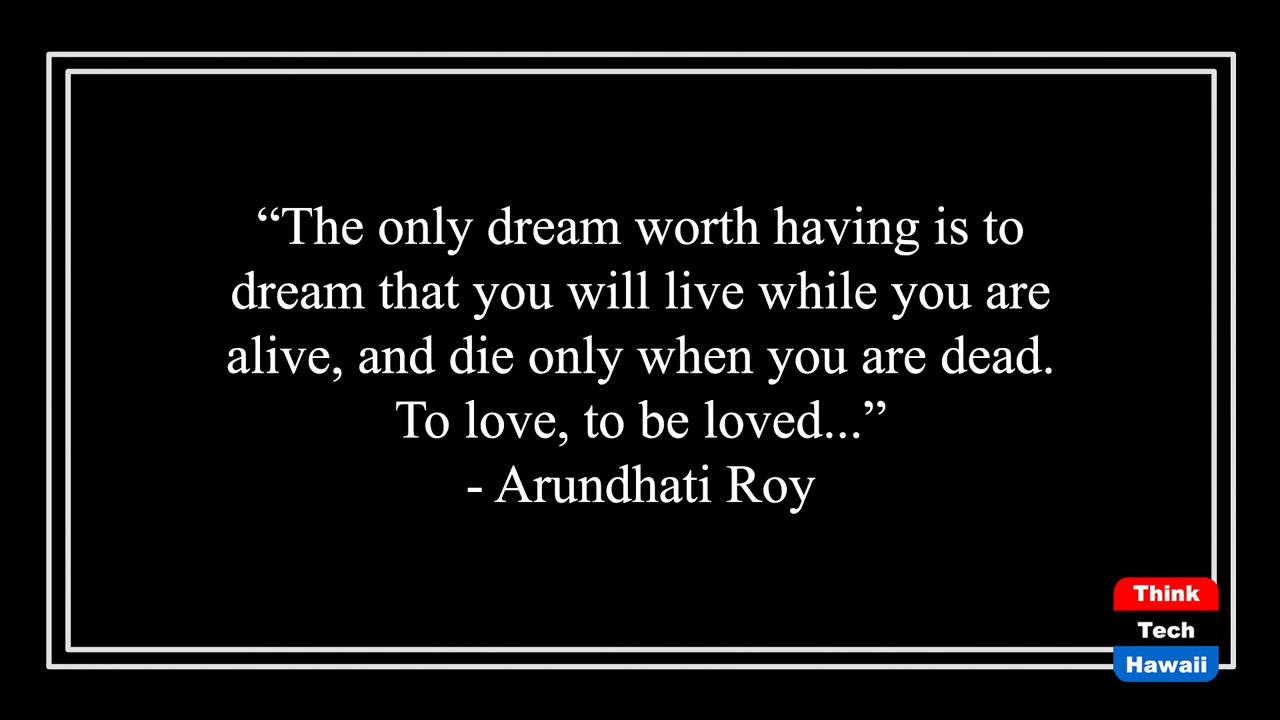 “The only dream worth having is to
dream that you will live while you are
alive, and die only when you are dead.
To love, to be loved...”
- Arundhati Roy
Think
Tech
Hawaii